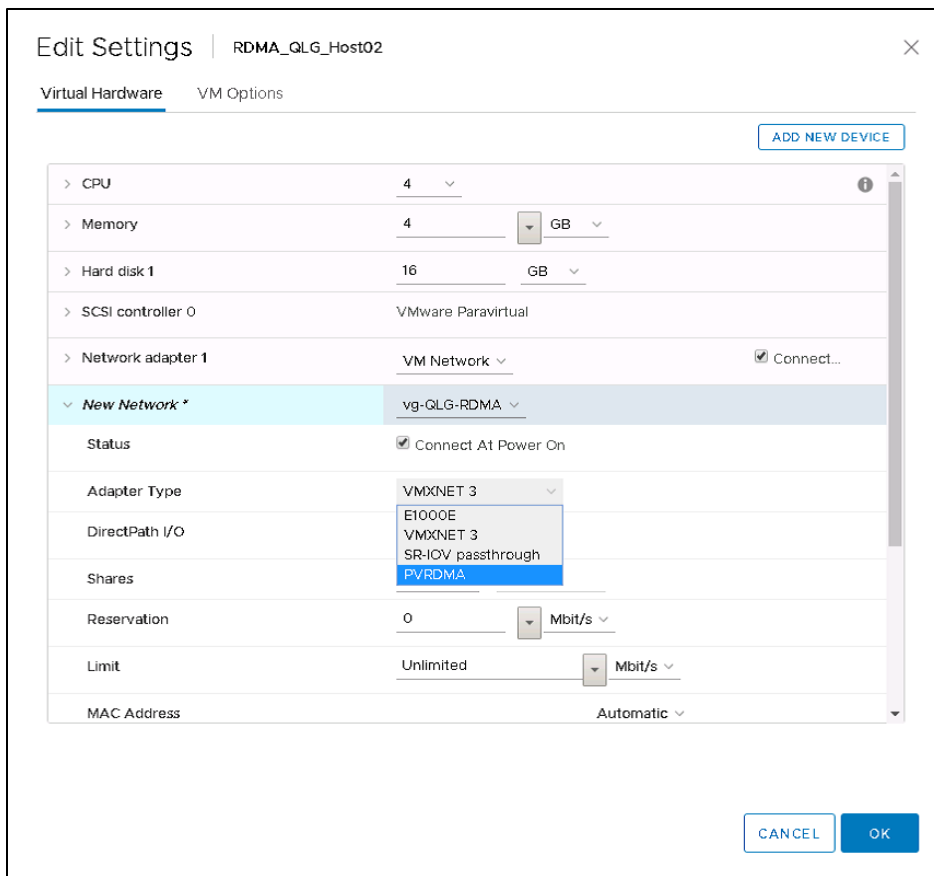 Edit Settings RDMA_QLG_Host02
Virtual Hardware VM Options
ADD NEW DEVICE
CPU 4
Memory 4 GB
Hard disk 1 16 GB
SCSI controller 0 VMware Paravirtual
Network adapter 1 VM Network Connect...
New Network * vg-QLG-RDMA
Status Connect At Power On
Adapter Type VMXNET 3
E1000E
DirectPath I/O VMXNET 3
SR-IOV passthrough
Shares PVRDMA
Reservation 0 Mbit/s
Limit Unlimited Mbit/s
MAC Address Automatic
CANCEL OK